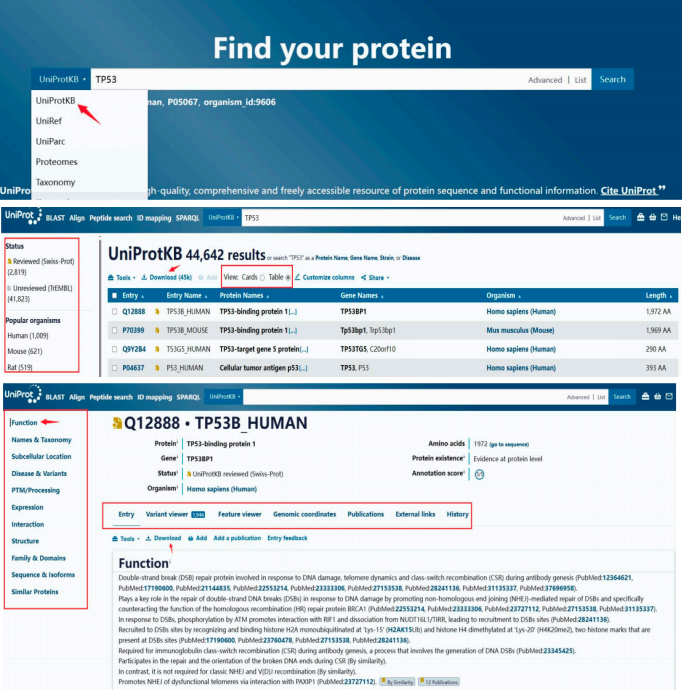 Find your protein
UniProtKB
TP53
Advanced | List
Search
UniProtKB
man, P05067, organism_id:9606
UniRef
UniParc
Proteomes
Taxonomy
UniPro
gh-quality, comprehensive and freely accessible resource of protein sequence and functional information. Cite UniProt
UniProt BLAST Align Peptide search ID mapping SPARQL UniProtKB TP53 Advanced | List Search He
Status
Reviewed (Swiss-Prot)
(2,819)
Unreviewed (TrEMBL)
(41,823)
Popular organisms
Human (1,009)
Mouse (621)
Rat (519)
UniProtKB 44,642 results or search "TP53" as a Protein Name, Gene Name, Strain, or Disease
Tools Download (45k) Add View: Cards Table Customize columns Share
Entry Entry Name Protein Names Gene Names Organism Length
Q12888 TP53B_HUMAN TP53-binding protein 1[...] TP53BP1 Homo sapiens (Human) 1,972 AA
P70399 TP53B_MOUSE TP53-binding protein 1[...] Tp53bp1, Trp53bp1 Mus musculus (Mouse) 1,969 AA
Q9Y2B4 T53G5_HUMAN TP53-target gene 5 protein[...] TP53TG5, C20orf10 Homo sapiens (Human) 290 AA
P04637 P53_HUMAN Cellular tumor antigen p53[...] TP53, P53 Homo sapiens (Human) 393 AA
UniProt BLAST Align Peptide search ID mapping SPARQL UniProtKB Advanced | List Search
Function
Names & Taxonomy
Subcellular Location
Disease & Variants
PTM/Processing
Expression
Interaction
Structure
Family & Domains
Sequence & Isoforms
Similar Proteins
Q12888 • TP53B_HUMAN
Protein TP53-binding protein 1 Amino acids 1972 (go to sequence)
Gene TP53BP1 Protein existence Evidence at protein level
Status UniProtKB reviewed (Swiss-Prot) Annotation score 5/5
Organism Homo sapiens (Human)
Entry Variant viewer Feature viewer Genomic coordinates Publications External links History
Tools Download Add Add a publication Entry feedback
Function
Double-strand break (DSB) repair protein involved in response to DNA damage, telomere dynamics and class-switch recombination (CSR) during antibody genesis (PubMed:12364621,
PubMed:17190600, PubMed:21144835, PubMed:22553214, PubMed:23333306, PubMed:27153538, PubMed:28241136, PubMed:31135337, PubMed:37696958).
Plays a key role in the repair of double-strand DNA breaks (DSBs) in response to DNA damage by promoting non-homologous end joining (NHEJ)-mediated repair of DSBs and specifically
counteracting the function of the homologous recombination (HR) repair protein BRCA1 (PubMed:22553214, PubMed:23333306, PubMed:23727112, PubMed:27153538, PubMed:31135337).
In response to DSBs, phosphorylation by ATM promotes interaction with RIF1 and dissociation from NUDT16L1/TIRR, leading to recruitment to DSBs sites (PubMed:28241136).
Recruited to DSBs sites by recognizing and binding histone H2A monoubiquitinated at 'Lys-15' (H2AK15Ub) and histone H4 dimethylated at 'Lys-20' (H4K20me2), two histone marks that are
present at DSBs sites (PubMed:17190600, PubMed:23760478, PubMed:27153538, PubMed:28241136).
Required for immunoglobulin class-switch recombination (CSR) during antibody genesis, a process that involves the generation of DNA DSBs (PubMed:23345425).
Participates in the repair and the orientation of the broken DNA ends during CSR (By similarity).
In contrast, it is not required for classic NHEJ and V(D)J recombination (By similarity).
Promotes NHEJ of dysfunctional telomeres via interaction with PAXIP1 (PubMed:23727112). By Similarity 12 Publications